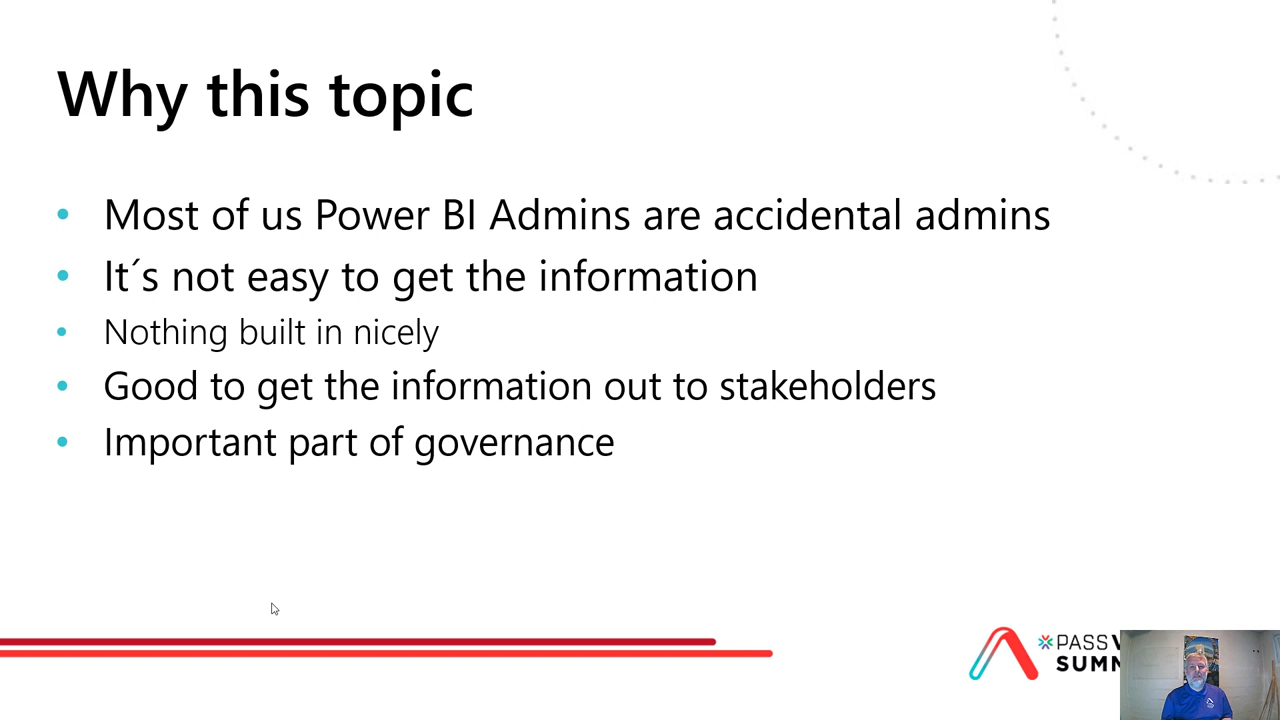 Why this topic
Most of us Power BI Admins are accidental admins
It´s not easy to get the information
Nothing built in nicely
Good to get the information out to stakeholders
Important part of governance
PASS